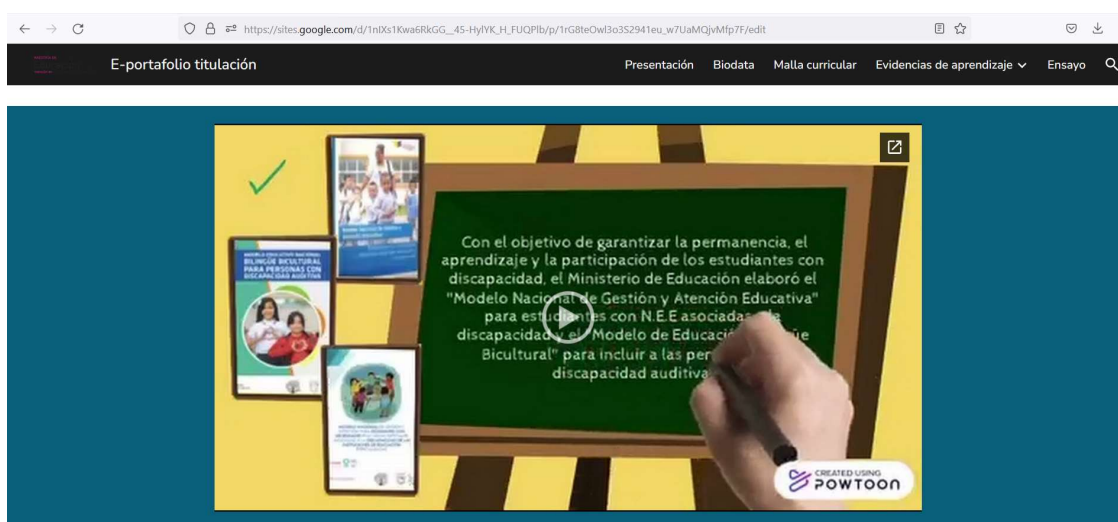 https://sites.google.com/d/1nIXs1Kwa6RkGG__45-HylYK_H_FUQPlb/p/1rG8teOwl3o3S2941eu_w7UaMQjvMfp7F/edit
E-portafolio titulación
Presentación Biodata Malla curricular Evidencias de aprendizaje Ensayo
MODELO EDUCATIVO NACIONAL
BILINGÜE BICULTURAL
PARA PERSONAS CON
DISCAPACIDAD AUDITIVA
Con el objetivo de garantizar la permanencia, el
aprendizaje y la participación de los estudiantes con
discapacidad, el Ministerio de Educación elaboró el
"Modelo Nacional de Gestión y Atención Educativa"
para estudiantes con N.E.E asociadas
discapacidad y el "Modelo de
Bicultural" para incluir a las
discapacidad auditiva
CREATED USING
POWTOON